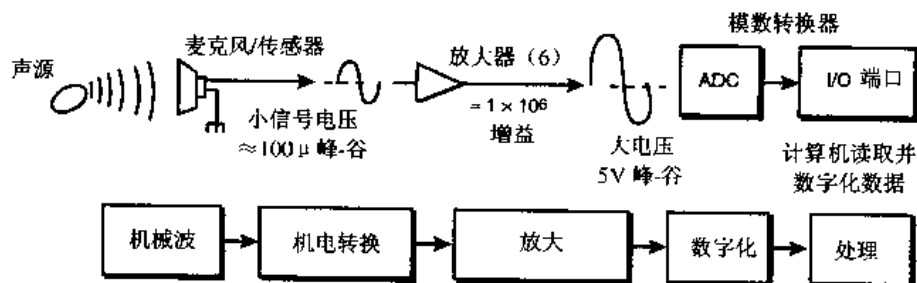 模数转换器
声源
麦克风/传感器
放大器（6）
ADC
I/O 端口
= 1 × 10⁶
增益
小信号电压
≈100μ 峰-谷
大电压
5V 峰-谷
计算机读取并
数字化数据
机械波
机电转换
放大
数字化
处理